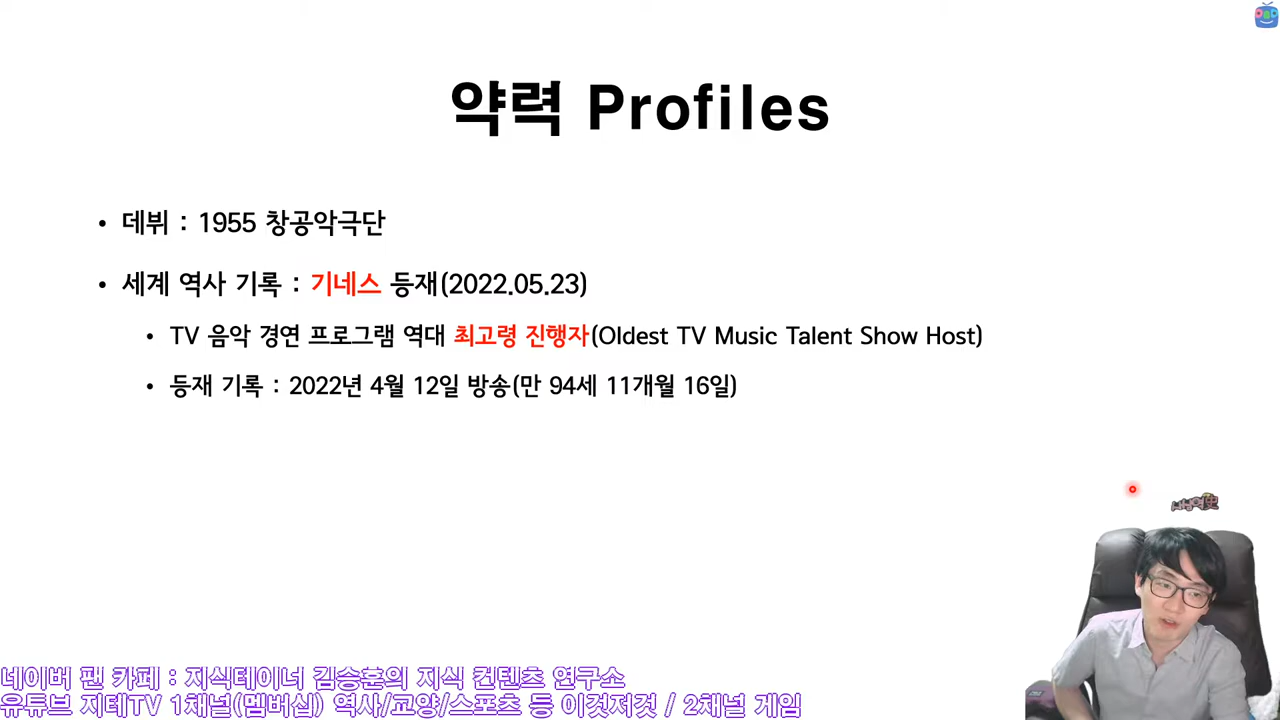 약력 Profiles
• 데뷔 : 1955 창공악극단
• 세계 역사 기록 : 기네스 등재(2022.05.23)
• TV 음악 경연 프로그램 역대 최고령 진행자(Oldest TV Music Talent Show Host)
• 등재 기록 : 2022년 4월 12일 방송(만 94세 11개월 16일)
네이버 팬 카페 : 지식테이너 김승훈의 지식 컨텐츠 연구소
유튜브 지테TV 1채널(멤버십) 역사/교양/스포츠 등 이것저것 / 2채널 게임